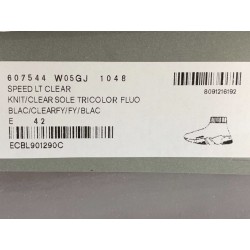 607544 W05GJ 1048
SPEED LT CLEAR
KNIT/CLEAR SOLE TRICOLOR FLUO
BLAC/CLEARFY/FY/BLAC
8091216192
E 42
ECBL901290C